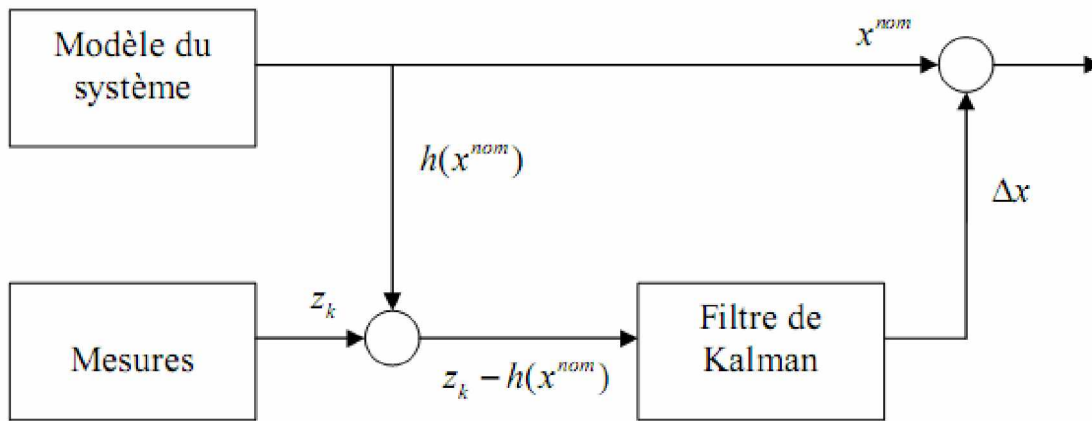 Modèle du
système
x^{nom}
h(x^{nom})
Δx
Mesures
z_k
z_k − h(x^{nom})
Filtre de
Kalman